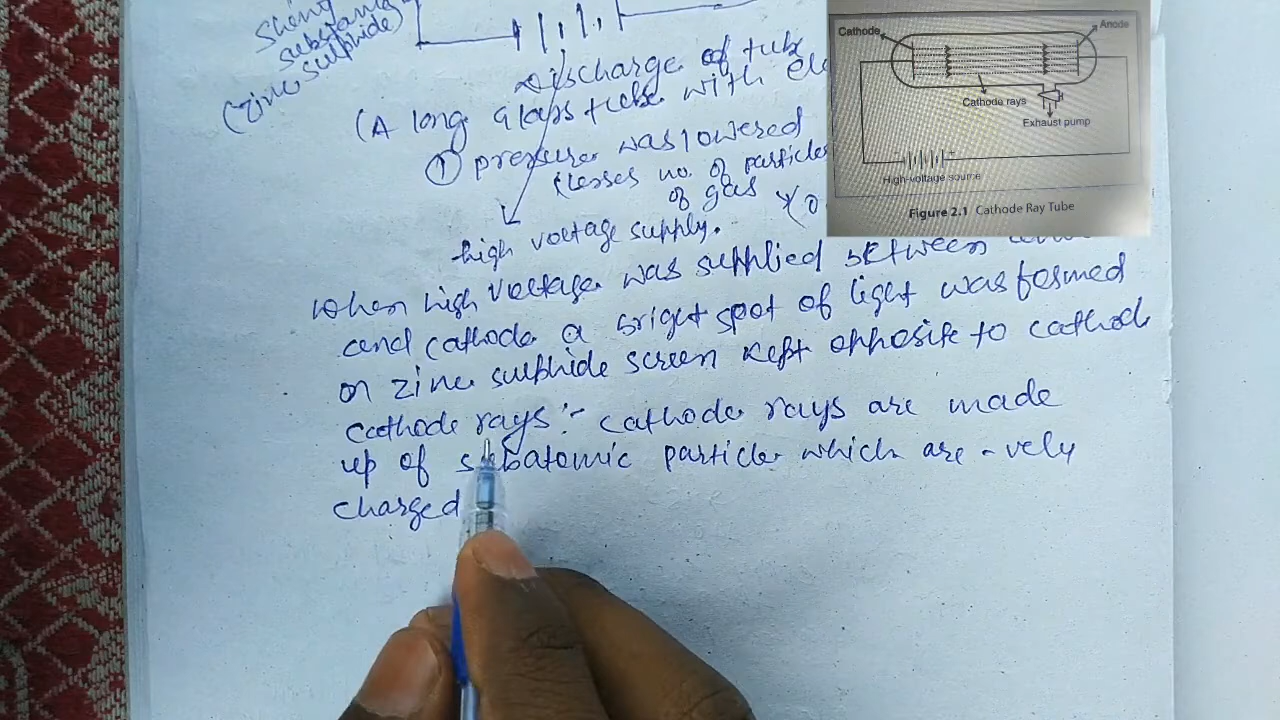 Shiny
substance
(zinc sulphide)
Discharge of tube
(A long glass tube with ele
① pressure was lowered
(lesses no. of particles
of gas
high voltage supply.
when high voltage was supplied between
and cathode a bright spot of light was formed
on zinc sulphide screen kept opposite to cathode
cathode rays :- cathode rays are made
up of subatomic particle which are -vely
charged
Cathode
Anode
Cathode rays
Exhaust pump
+
High-voltage source
Figure 2.1 Cathode Ray Tube